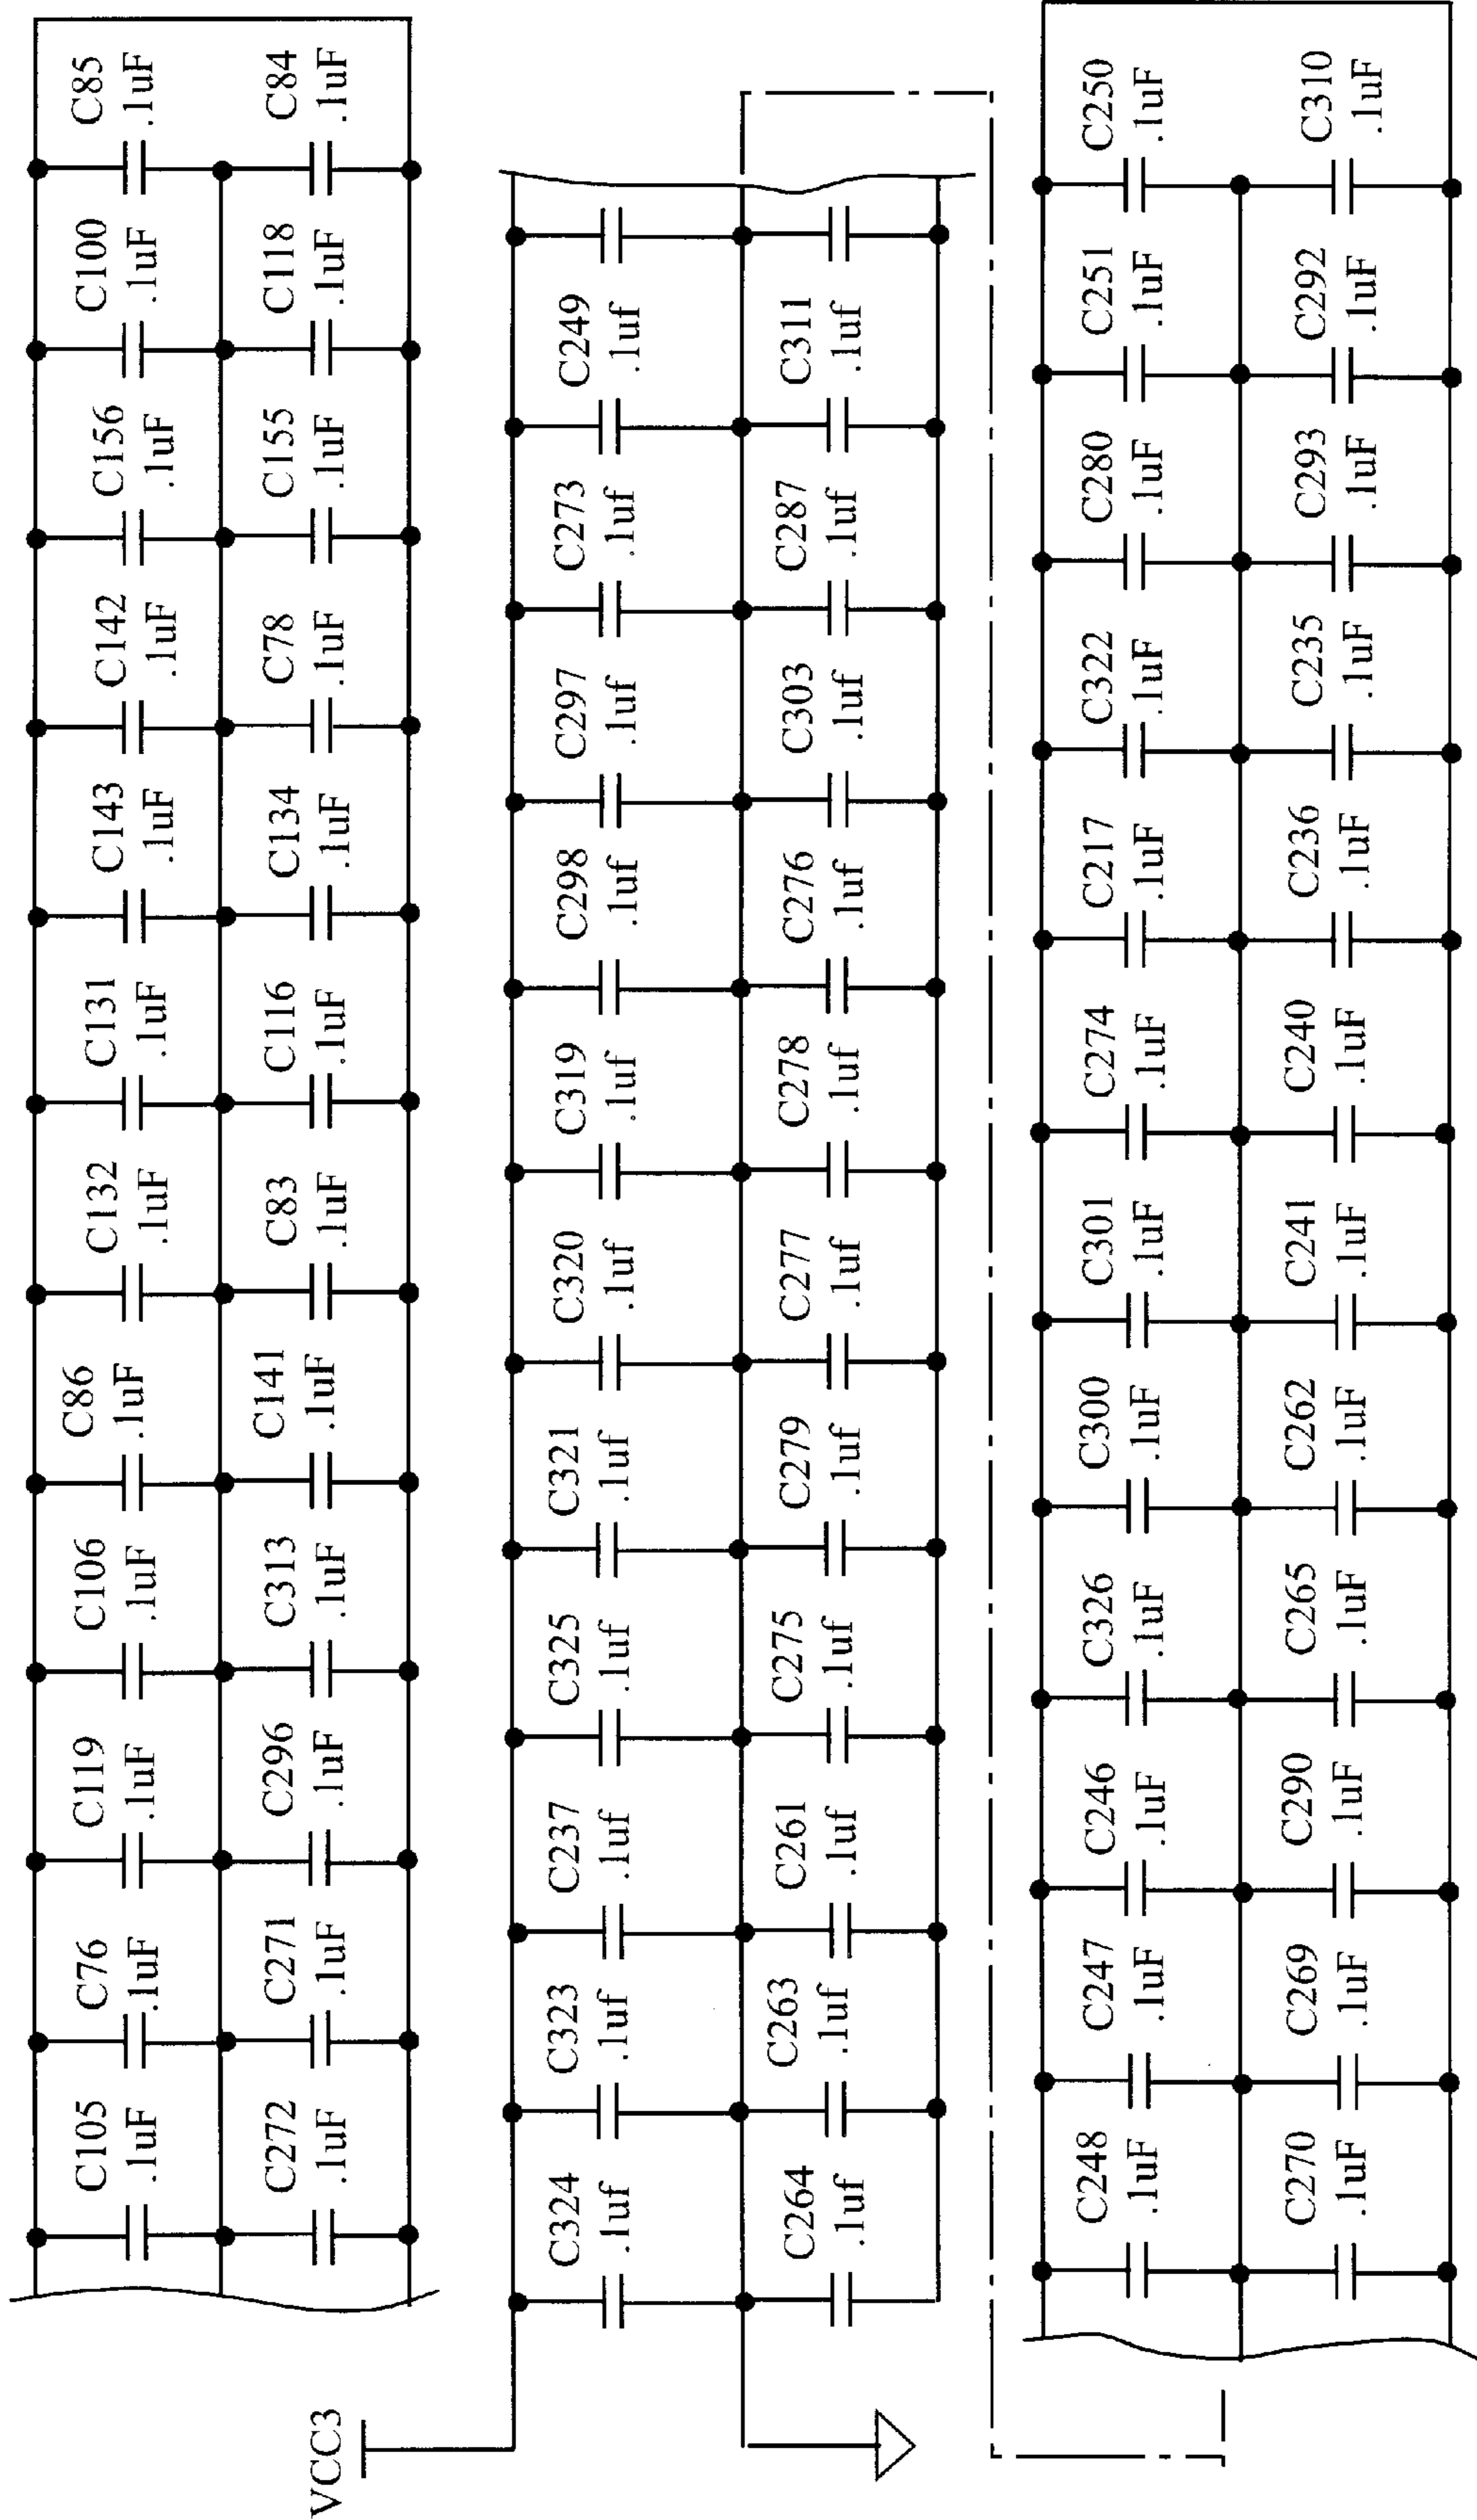 C105 C76 C119 C106 C86 C132 C131 C143 C142 C156 C100 C85
.1uF .1uF .1uF .1uF .1uF .1uF .1uF .1uF .1uF .1uF .1uF .1uF
C272 C271 C296 C313 C141 C83 C116 C134 C78 C155 C118 C84
.1uF .1uF .1uF .1uF .1uF .1uF .1uF .1uF .1uF .1uF .1uF .1uF
VCC3
C324 C323 C237 C325 C321 C320 C319 C298 C297 C273 C249
.1uf .1uf .1uf .1uf .1uf .1uf .1uf .1uf .1uf .1uf .1uf
C264 C263 C261 C275 C279 C277 C278 C276 C303 C287 C311
.1uf .1uf .1uf .1uf .1uf .1uf .1uf .1uf .1uf .1uf .1uf
C248 C247 C246 C326 C300 C301 C274 C217 C322 C280 C251 C250
.1uF .1uF .1uF .1uF .1uF .1uF .1uF .1uF .1uF .1uF .1uF .1uF
C270 C269 C290 C265 C262 C241 C240 C236 C235 C293 C292 C310
.1uF .1uF .1uF .1uF .1uF .1uF .1uF .1uF .1uF .1uF .1uF .1uF